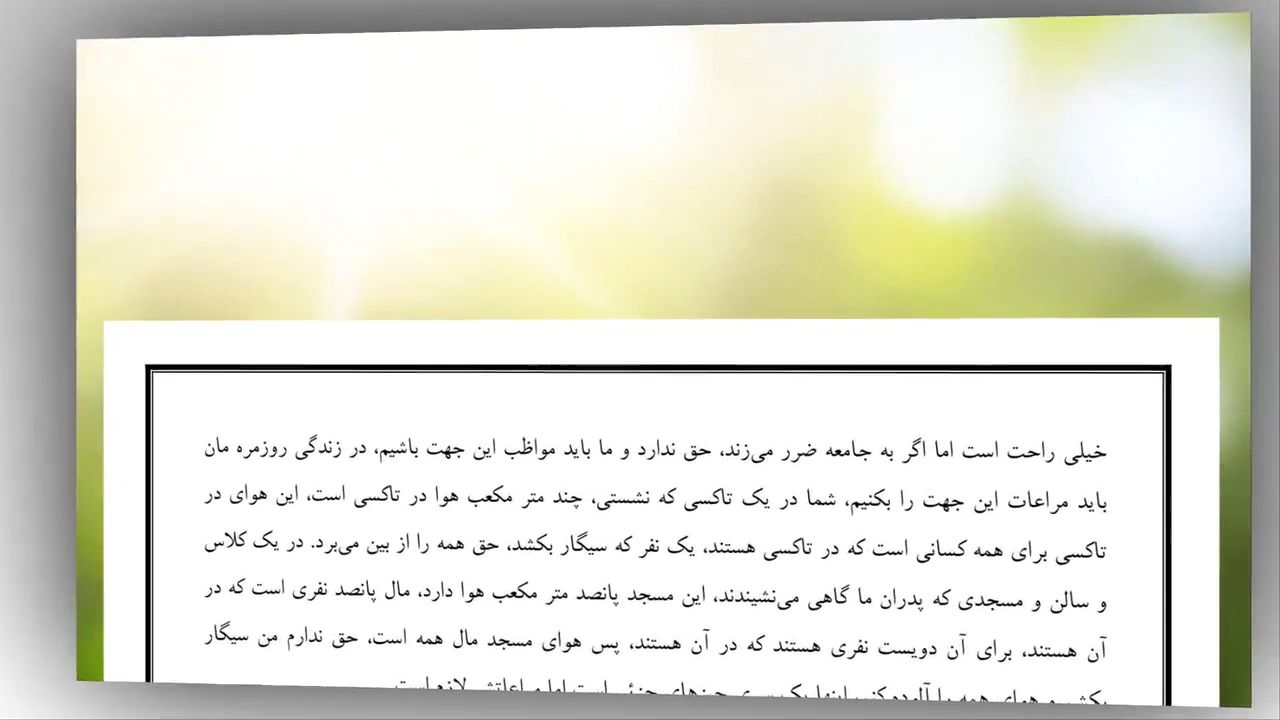 خیلی راحت است اما اگر به جامعه ضرر می‌زند، حق ندارد و ما باید مواظب این جهت باشیم، در زندگی روزمره مان
باید مراعات این جهت را بکنیم، شما در یک تاکسی که نشستی، چند متر مکعب هوا در تاکسی است، این هوای در
تاکسی برای همه کسانی است که در تاکسی هستند، یک نفر که سیگار بکشد، حق همه را از بین می‌برد. در یک کلاس
و سالن و مسجدی که پدران ما گاهی می‌نشیندند، این مسجد پانصد متر مکعب هوا دارد، مال پانصد نفری است که در
آن هستند، برای آن دویست نفری هستند که در آن هستند، پس هوای مسجد مال همه است، حق ندارم من سیگار